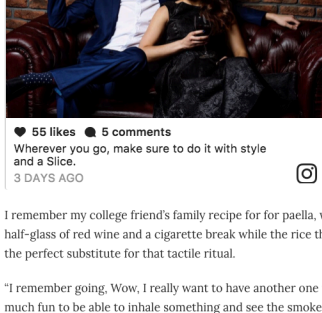 55 likes 5 comments
Wherever you go, make sure to do it with style
and a Slice.
3 DAYS AGO
I remember my college friend's family recipe for for paella,
half-glass of red wine and a cigarette break while the rice
the perfect substitute for that tactile ritual.
"I remember going, Wow, I really want to have another one
much fun to be able to inhale something and see the smoke